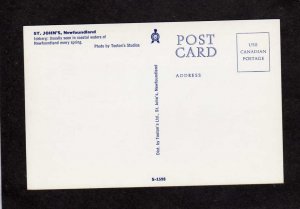 ST. JOHN'S, Newfoundland
Iceberg: Usually seen in coastal waters of
Newfoundland every spring.
Photo by Tooton's Studios
Dist. by Tooton's Ltd., St. John's, Newfoundland
S-1598
POST
CARD
ADDRESS
USE
CANADIAN
POSTAGE